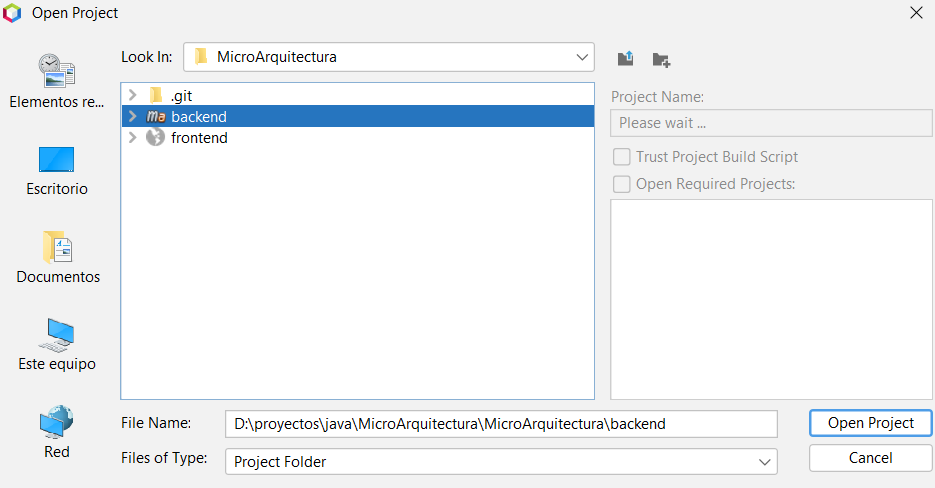 Open Project
Look In:
MicroArquitectura
Elementos re...
Escritorio
Documentos
Este equipo
Red
.git
Ma backend
frontend
Project Name:
Please wait ...
Trust Project Build Script
Open Required Projects:
File Name:
D:\proyectos\java\MicroArquitectura\MicroArquitectura\backend
Open Project
Files of Type:
Project Folder
Cancel